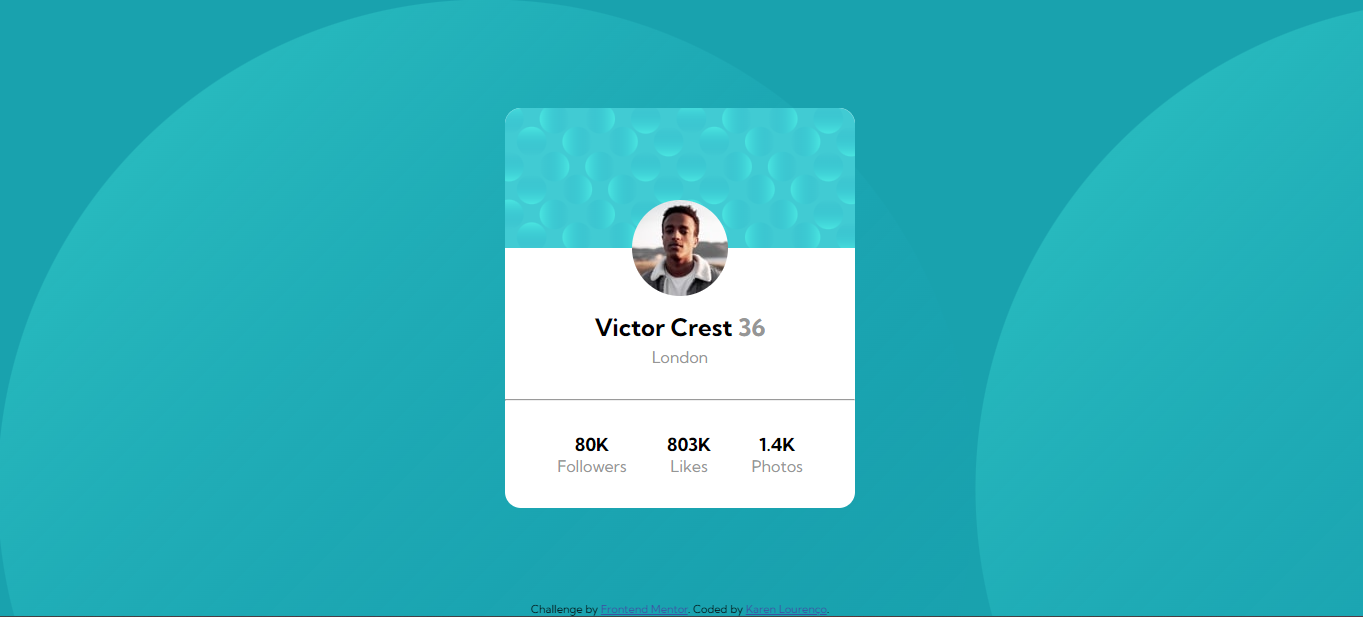 Victor Crest 36
London
80K 803K 1.4K
Followers Likes Photos
Challenge by Frontend Mentor. Coded by Karen Lourenço.